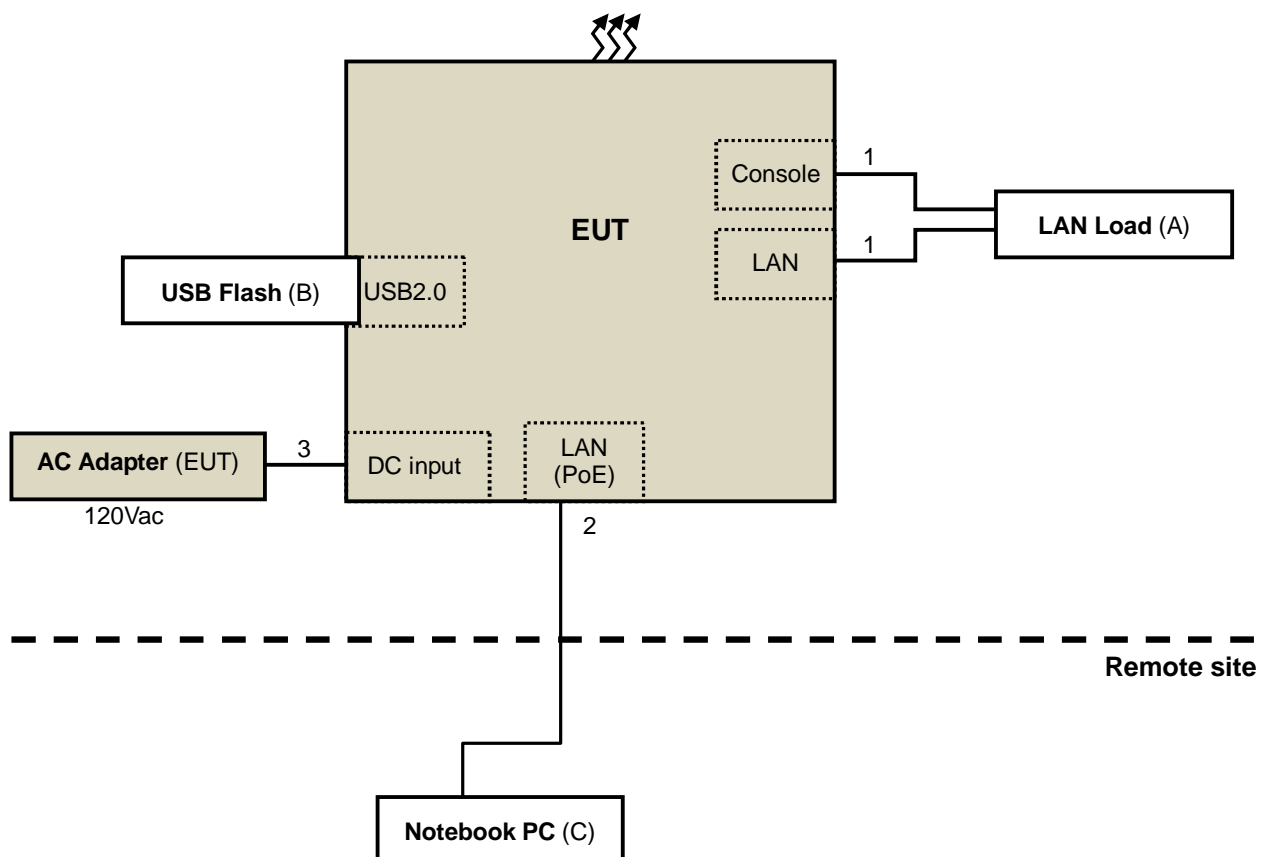 Console
1
EUT
LAN Load (A)
1
LAN
USB Flash (B)
USB2.0
AC Adapter (EUT)
3
DC input
LAN
(PoE)
120Vac
2
Remote site
Notebook PC (C)